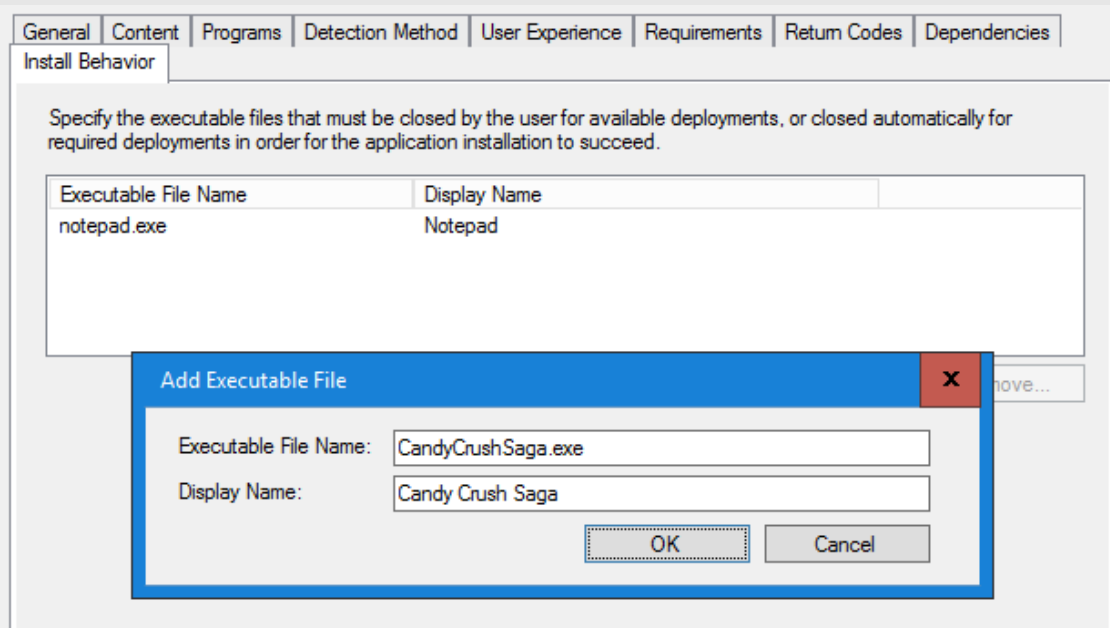 General Content Programs Detection Method User Experience Requirements Return Codes Dependencies
Install Behavior
Specify the executable files that must be closed by the user for available deployments, or closed automatically for
required deployments in order for the application installation to succeed.
Executable File Name Display Name
notepad.exe Notepad
Add Executable File X
Executable File Name: CandyCrushSaga.exe
Display Name: Candy Crush Saga
OK Cancel